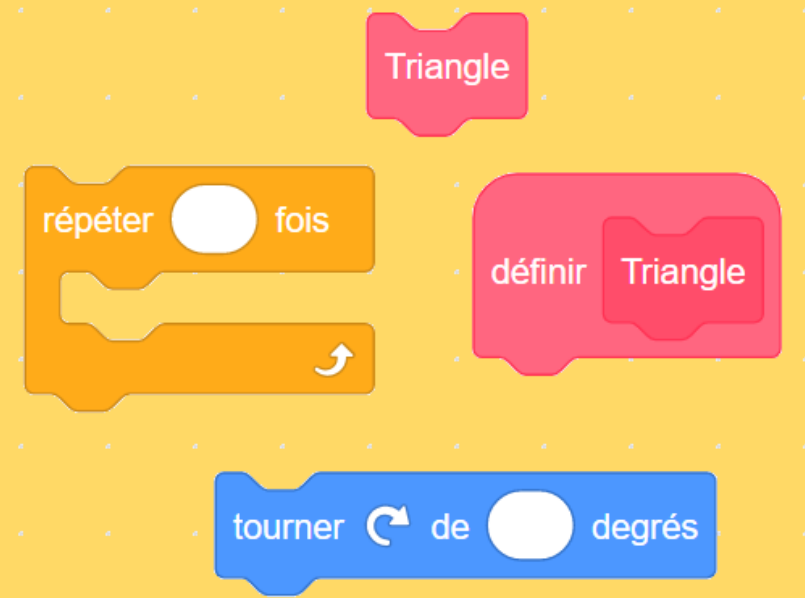 Triangle
répéter fois
définir Triangle
tourner de degrés